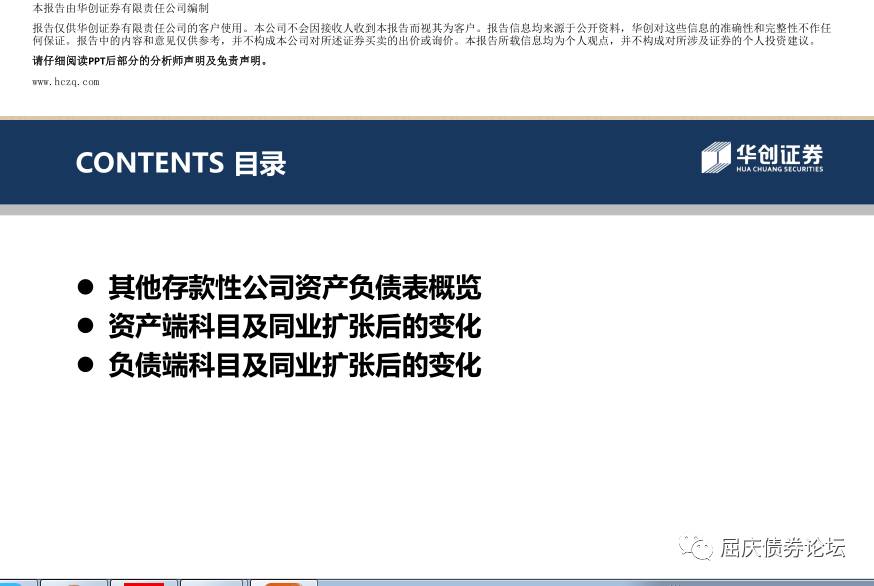 本报告由华创证券有限责任公司编制
报告仅供华创证券有限责任公司的客户使用。本公司不会因接收人收到本报告而视其为客户。报告信息均来源于公开资料，华创对这些信息的准确性和完整性不作任
何保证。报告中的内容和意见仅供参考，并不构成本公司对所述证券买卖的出价或询价。本报告所载信息均为个人观点，并不构成对所涉及证券的个人投资建议。
请仔细阅读PPT后部分的分析师声明及免责声明。
www.hczq.com
CONTENTS 目录
华创证券
HUA CHUANG SECURITIES
● 其他存款性公司资产负债表概览
● 资产端科目及同业扩张后的变化
● 负债端科目及同业扩张后的变化
屈庆债券论坛